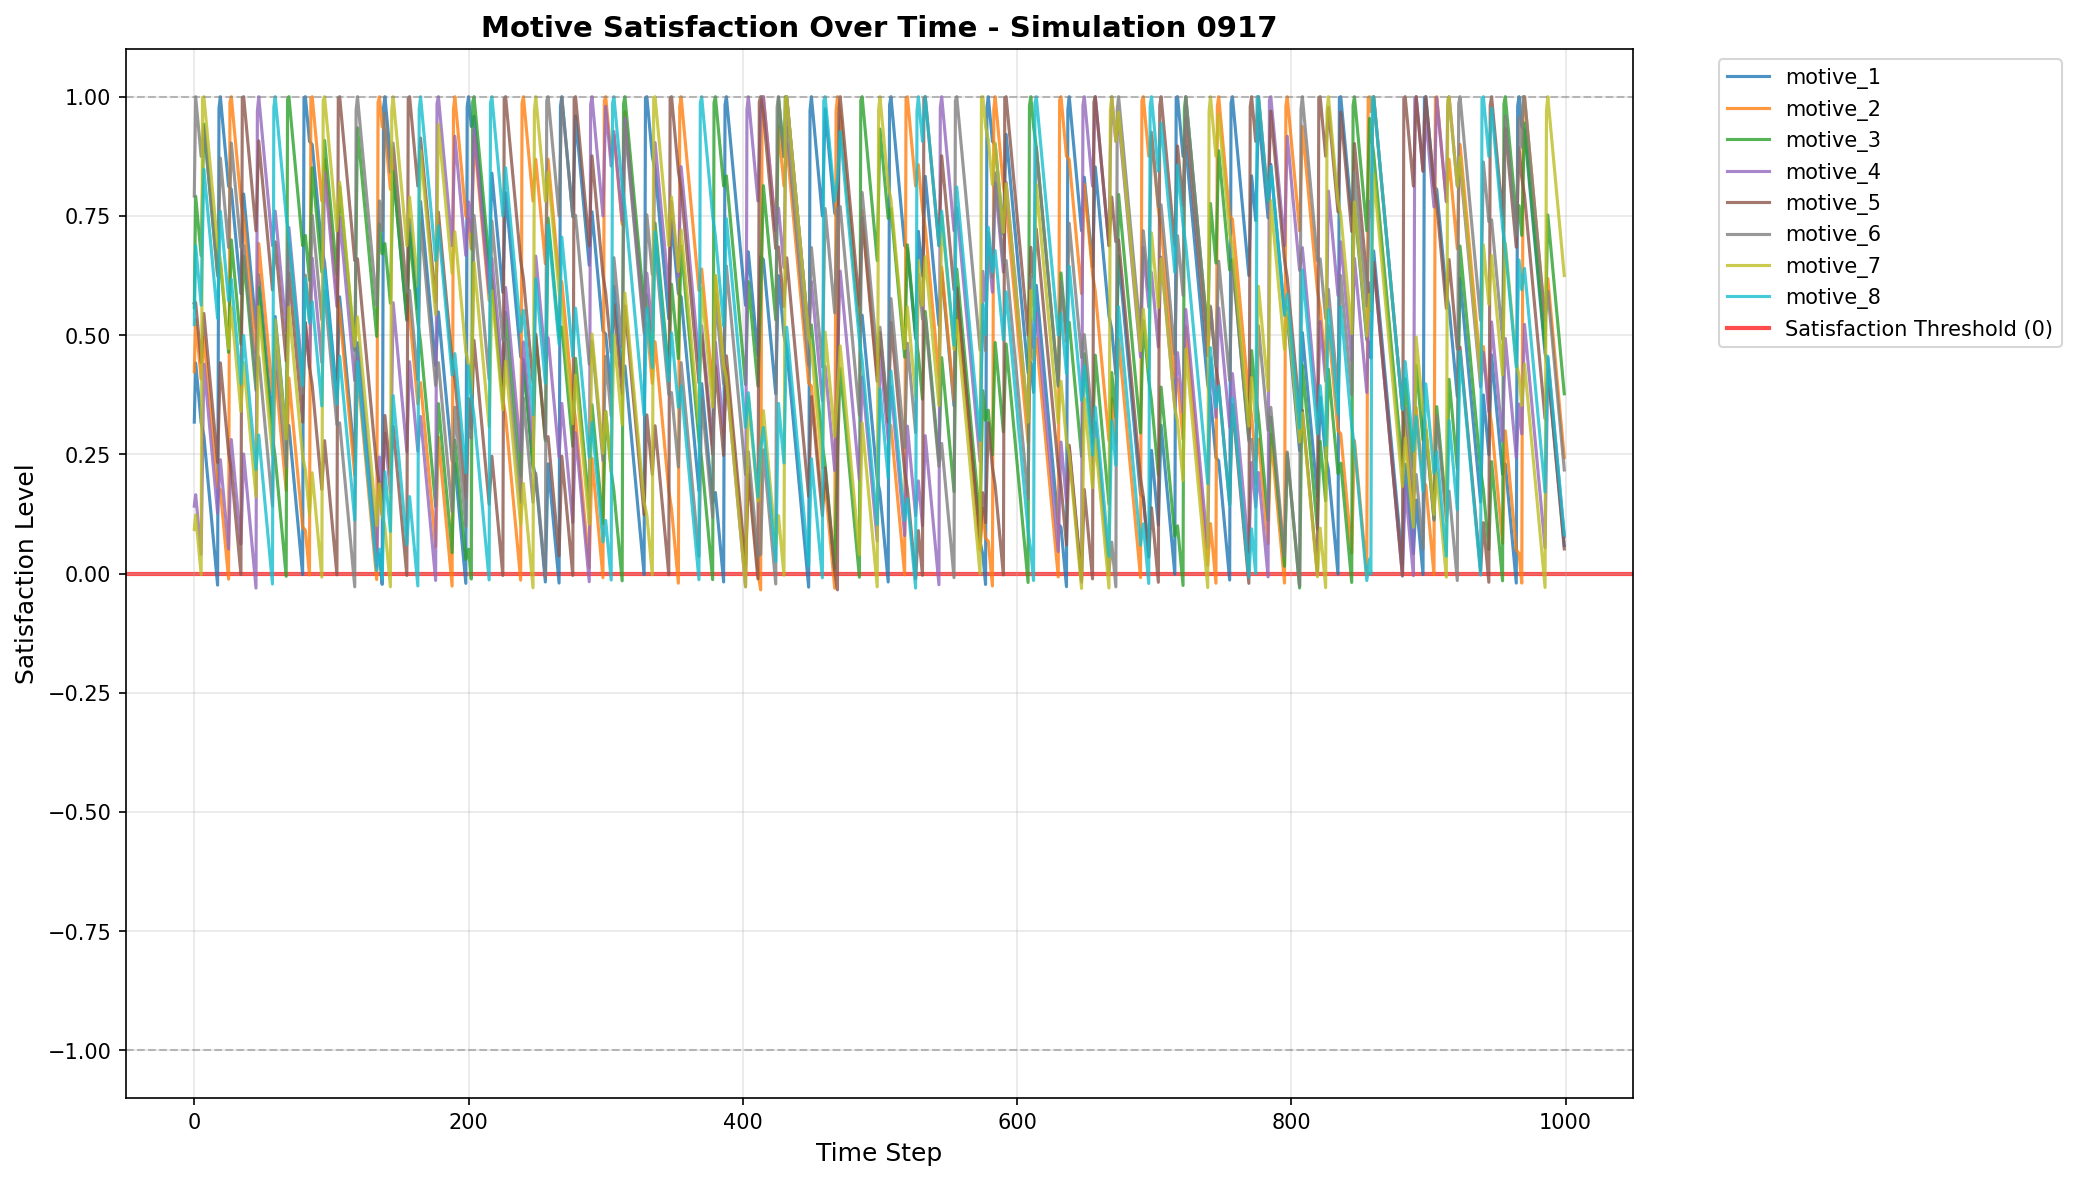 Motive Satisfaction Over Time - Simulation 0917
motive_1
motive_2
motive_3
motive_4
motive_5
motive_6
motive_7
motive_8
Satisfaction Threshold (0)
Satisfaction Level
1.00
0.75
0.50
0.25
0.00
−0.25
−0.50
−0.75
−1.00
0 200 400 600 800 1000
Time Step